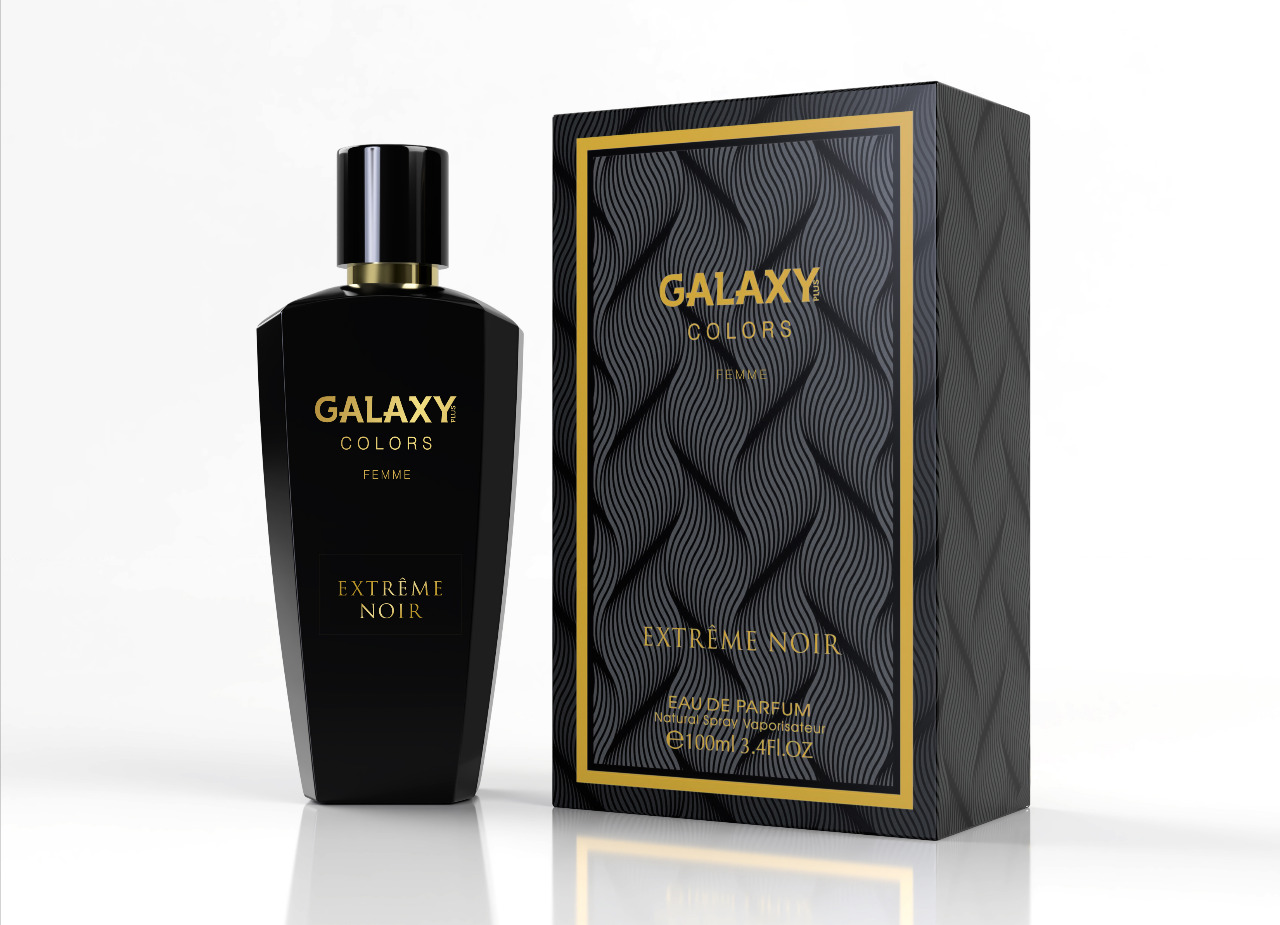 GALAXY PLUS
COLORS
FEMME
EXTRÊME
NOIR
GALAXY PLUS
COLORS
FEMME
EXTRÊME NOIR
EAU DE PARFUM
Natural Spray Vaporisateur
℮100ml 3.4Fl.OZ